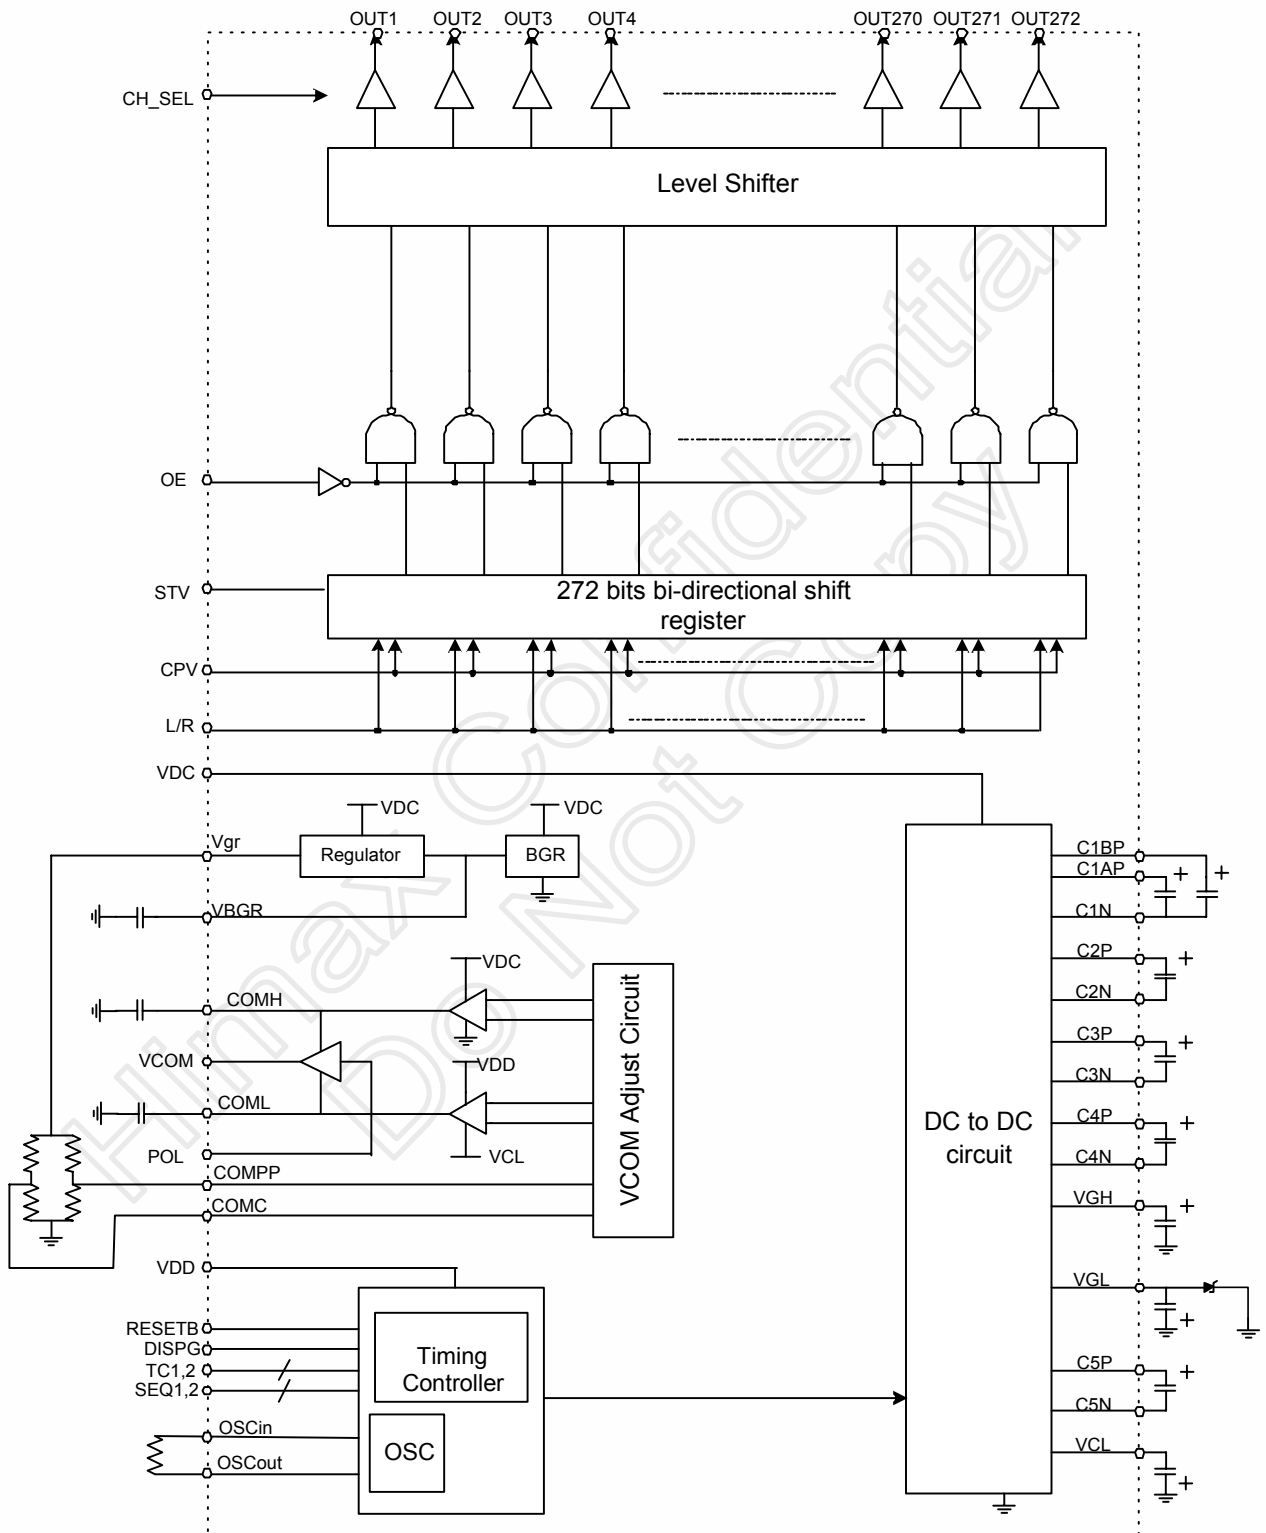 OUT1 OUT2 OUT3 OUT4 OUT270 OUT271 OUT272
CH_SEL
Level Shifter
OE
STV
272 bits bi-directional shift
register
CPV
L/R
VDC
VDC VDC
Vgr
Regulator
BGR
VBGR
C1BP
C1AP
+ +
C1N
C2P
+
C2N
VDC
COMH
VCOM
VDD
COML
VCL
POL
COMPP
COMC
VCOM Adjust Circuit
C3P
+
C3N
DC to DC
circuit
C4P
+
C4N
VGH
+
VGL
+
VDD
RESETB
DISPG
TC1,2
SEQ1,2
Timing
Controller
OSCin
OSCout
OSC
C5P
+
C5N
VCL
+
Himax Confidential
Do Not Copy